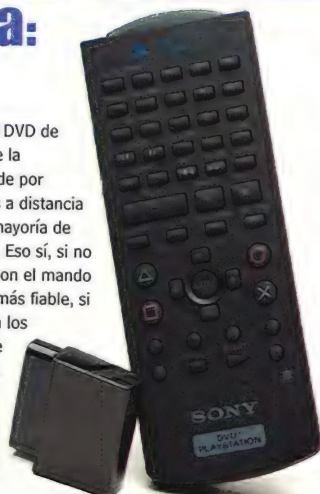 a:
DVD de
e la
de por
a distancia
mayoría de
Eso sí, si no
on el mando
más fiable, si
los
e
SONY
DVD
PLAYSTATION